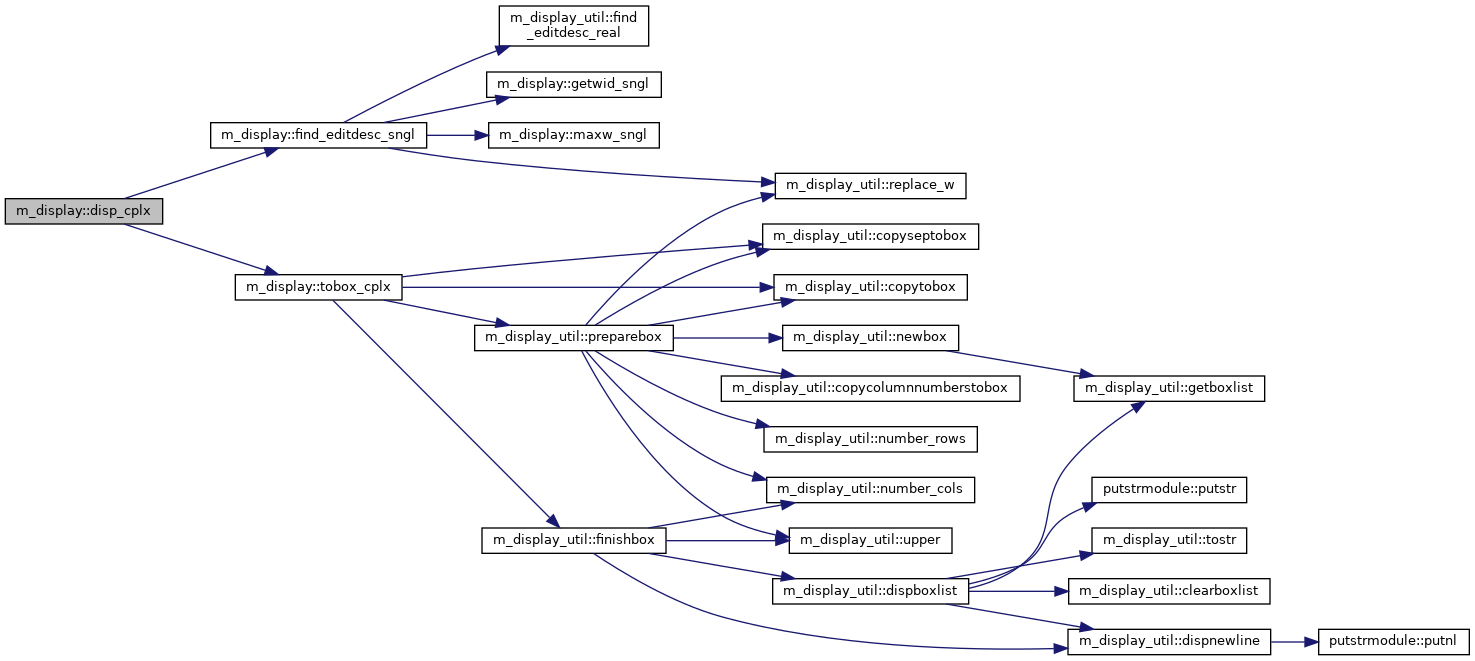 m_display_util::find
_editdesc_real
m_display::getwid_sngl
m_display::find_editdesc_sngl
m_display::maxw_sngl
m_display_util::replace_w
m_display::disp_cplx
m_display_util::copyseptobox
m_display::tobox_cplx
m_display_util::copytobox
m_display_util::preparebox
m_display_util::newbox
m_display_util::copycolumnnumberstobox
m_display_util::getboxlist
m_display_util::number_rows
m_display_util::number_cols
putstrmodule::putstr
m_display_util::finishbox
m_display_util::upper
m_display_util::tostr
m_display_util::dispboxlist
m_display_util::clearboxlist
m_display_util::dispnewline
putstrmodule::putnl